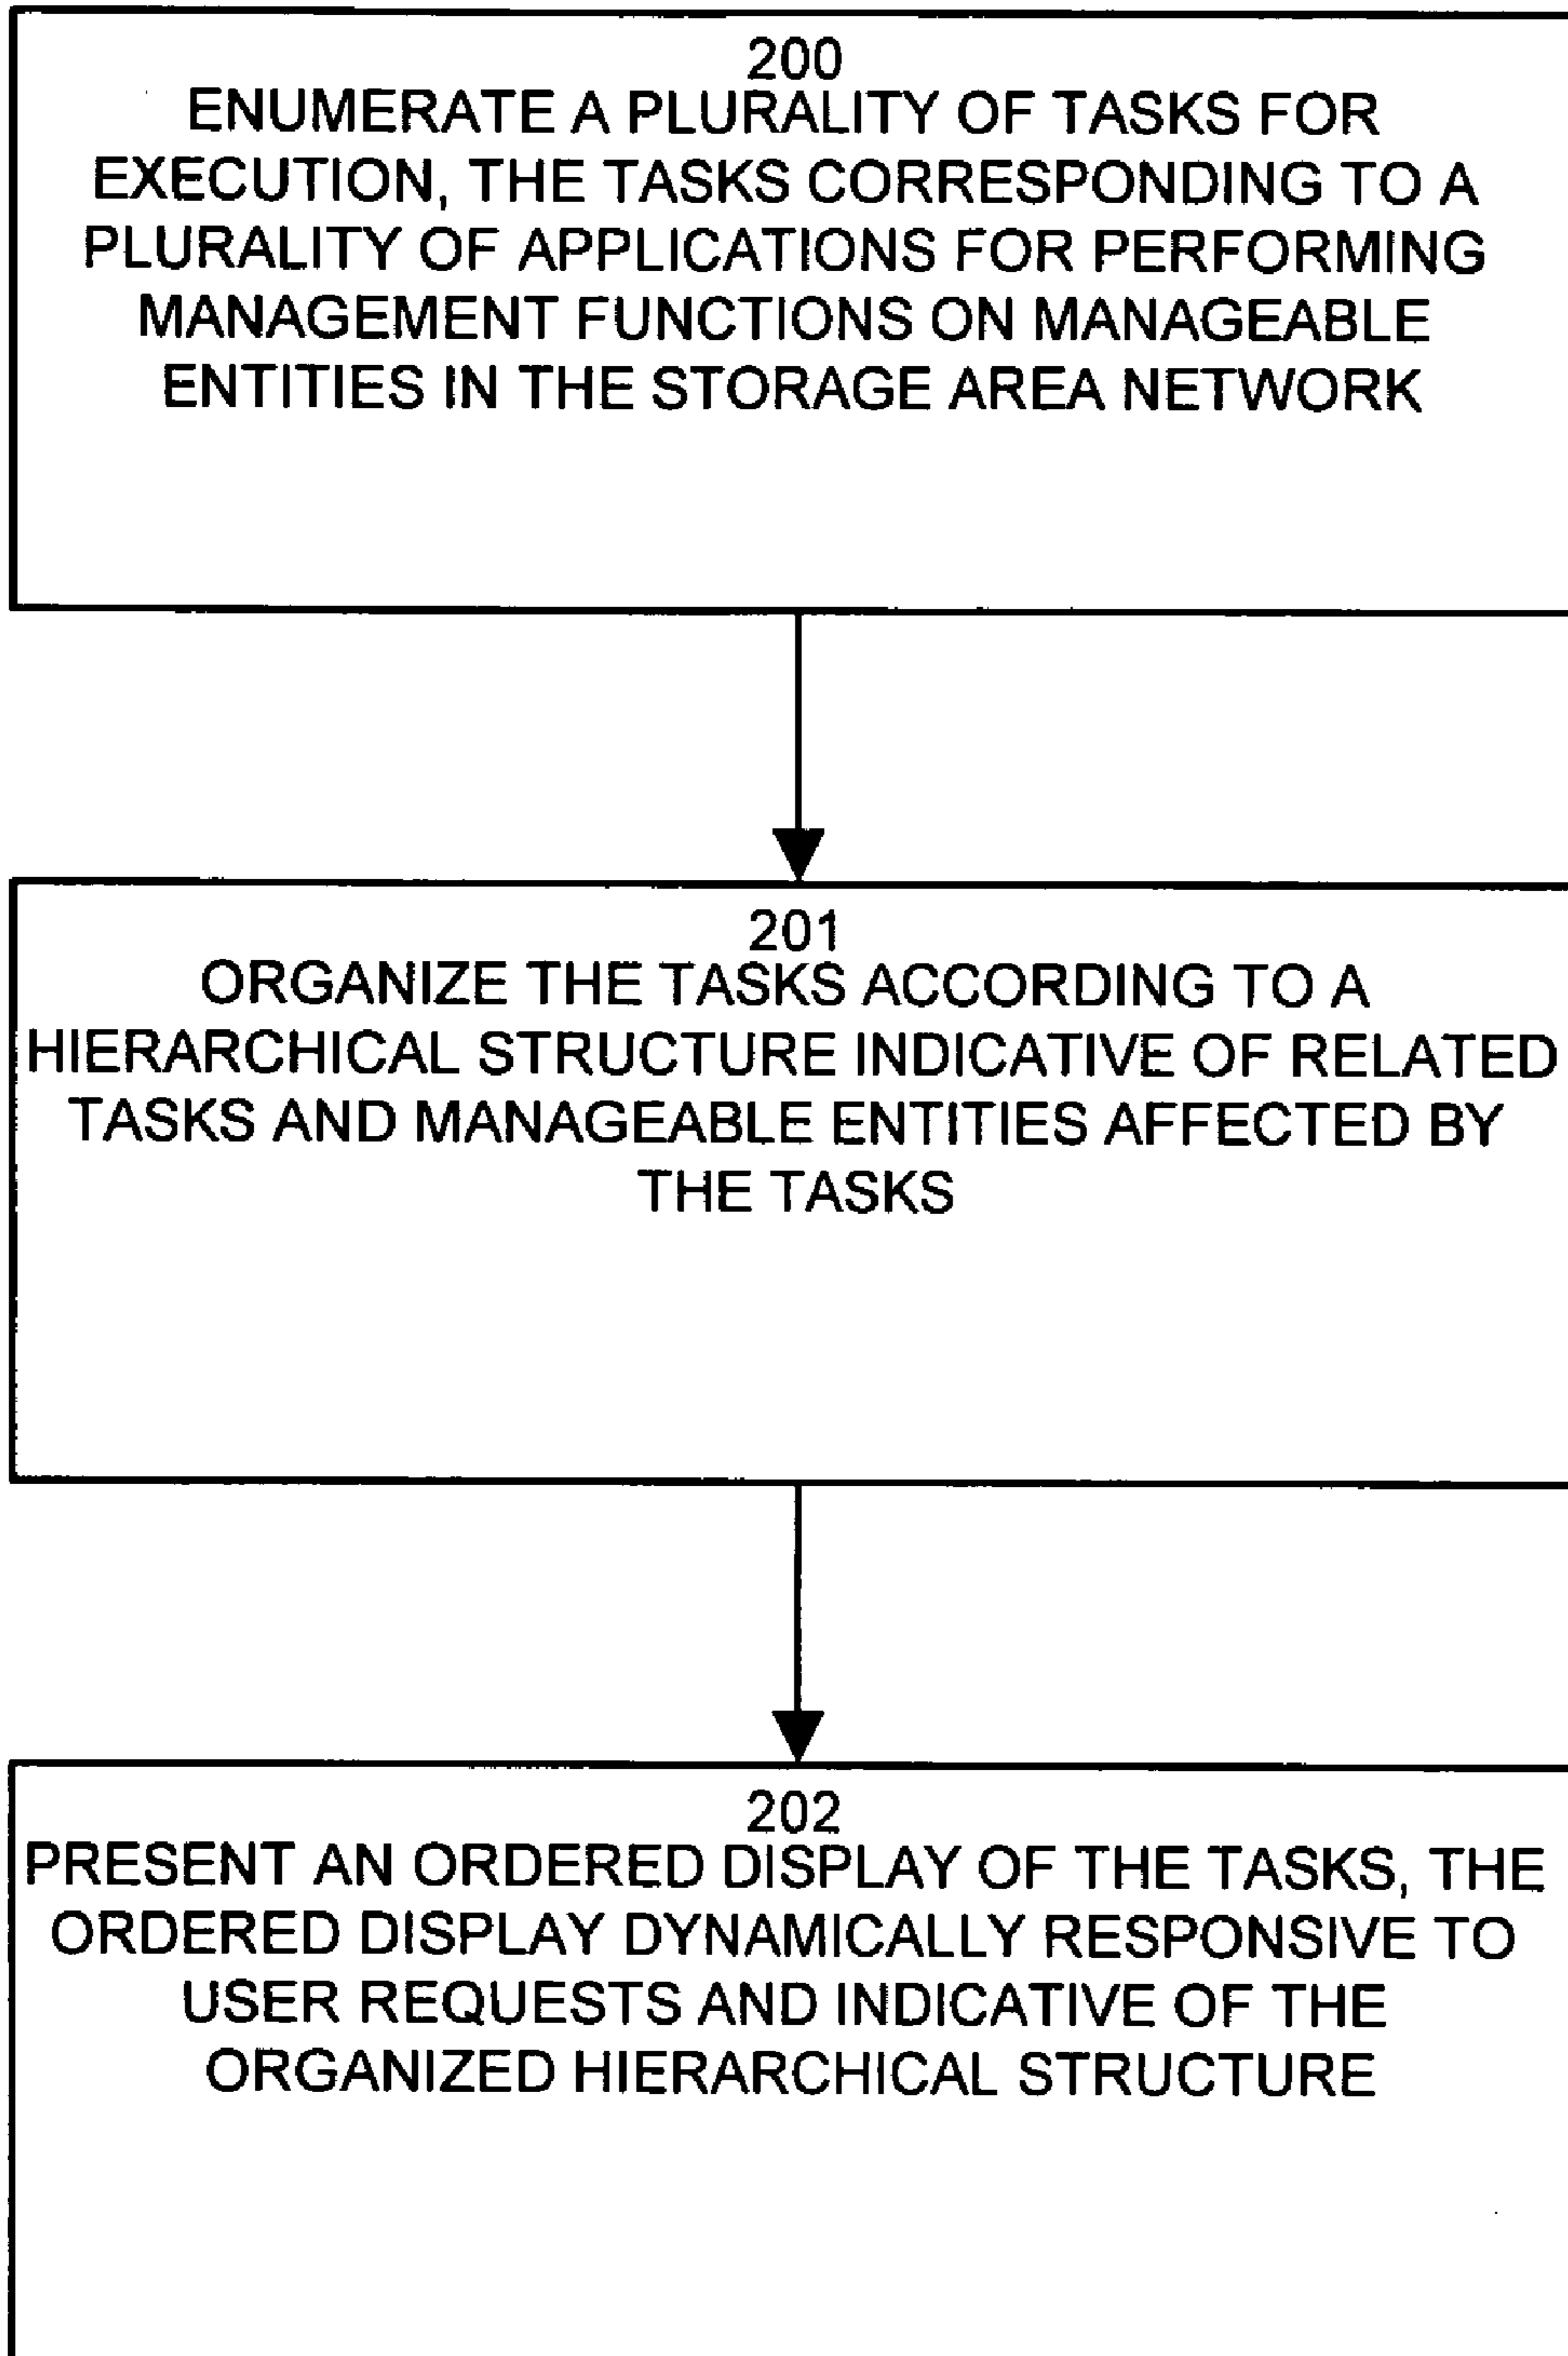 200
ENUMERATE A PLURALITY OF TASKS FOR
EXECUTION, THE TASKS CORRESPONDING TO A
PLURALITY OF APPLICATIONS FOR PERFORMING
MANAGEMENT FUNCTIONS ON MANAGEABLE
ENTITIES IN THE STORAGE AREA NETWORK
201
ORGANIZE THE TASKS ACCORDING TO A
HIERARCHICAL STRUCTURE INDICATIVE OF RELATED
TASKS AND MANAGEABLE ENTITIES AFFECTED BY
THE TASKS
202
PRESENT AN ORDERED DISPLAY OF THE TASKS, THE
ORDERED DISPLAY DYNAMICALLY RESPONSIVE TO
USER REQUESTS AND INDICATIVE OF THE
ORGANIZED HIERARCHICAL STRUCTURE